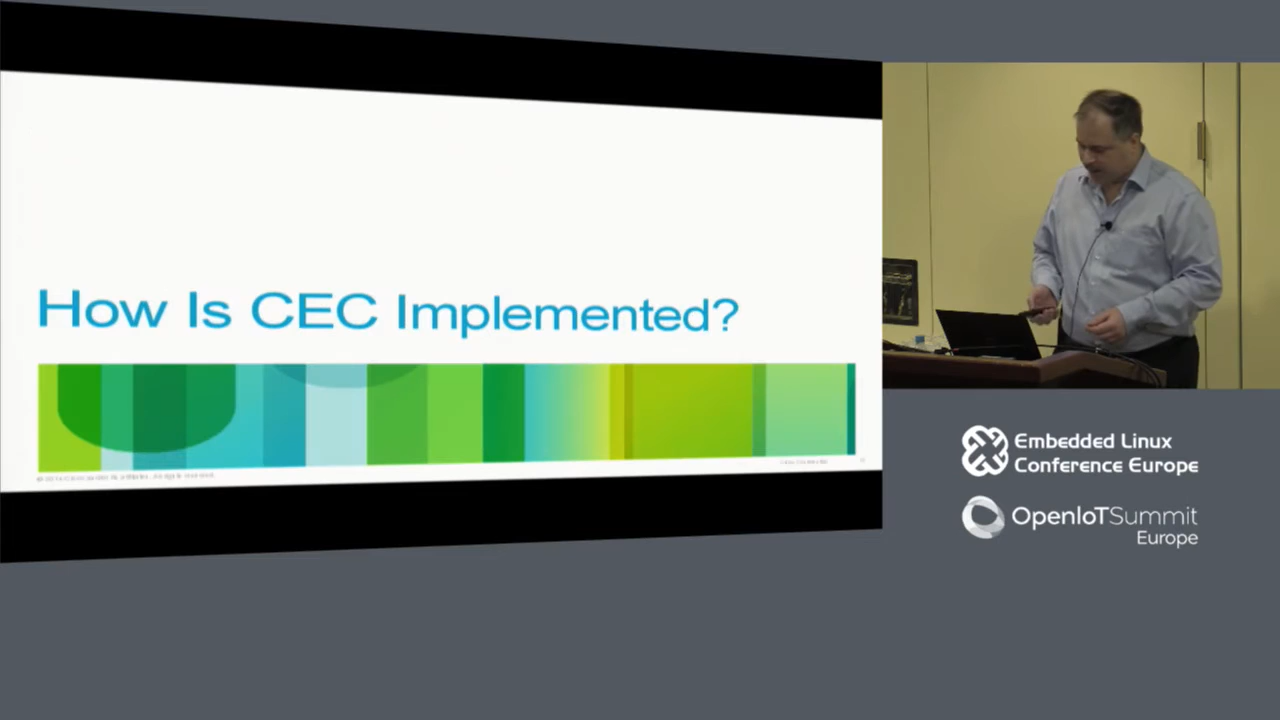 How Is CEC Implemented?
Embedded Linux
Conference Europe
OpenIoTSummit
Europe